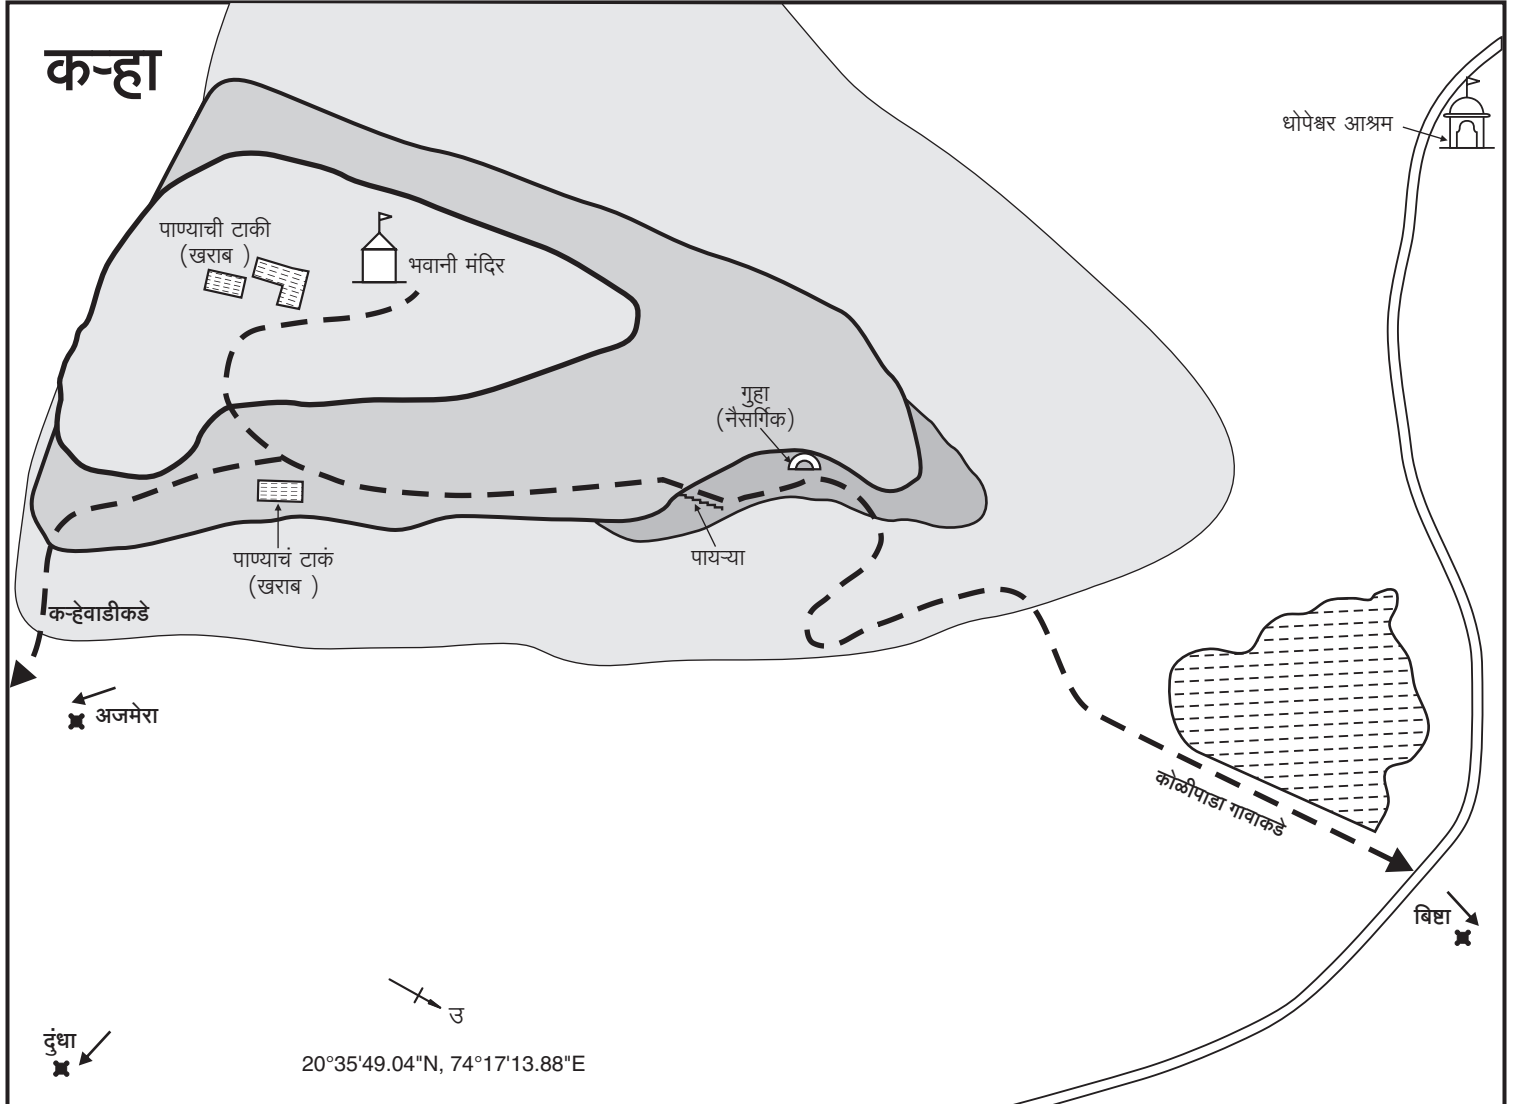 कऱ्हा
धोपेश्वर आश्रम
पाण्याची टाकी
(खराब )
भवानी मंदिर
गुहा
(नैसर्गिक)
पाण्याचं टाकं
(खराब )
पायऱ्या
कऱ्हेवाडीकडे
अजमेरा
कोळीपाडा गावाकडे
बिष्टा
उ
दुंधा
20°35'49.04"N, 74°17'13.88"E